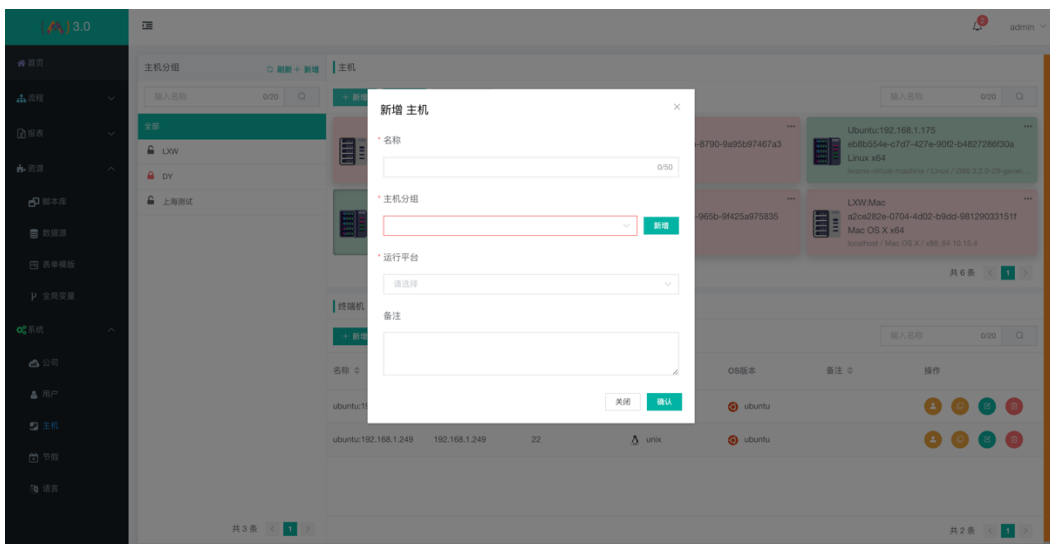 3.0
2
admin
首页
流程
报表
资源
脚本库
数据源
表单模版
全局变量
系统
公司
用户
主机
节假
语言
主机分组
刷新 + 新增
输入名称 0/20
全部
LXW
DY
上海测试
共 3 条 < 1 >
主机
+ 新增
输入名称 0/20
-8790-9a95b97467a3
Ubuntu:192.168.1.175
eb8b554e-c7d7-427e-90f2-b4827286f30a
Linux x64
-965b-9f425a975835
LXW:Mac
a2ce282e-0704-4d02-b9dd-98129033151f
Mac OS X x64
localhost / Mac OS X / x86_64 10.15.4
共 6 条 < 1 >
新增 主机
* 名称
0/50
* 主机分组
新增
* 运行平台
请选择
备注
关闭 确认
终端机
+ 新增
输入名称 0/20
名称 OS版本 备注 操作
ubuntu:19 ubuntu
ubuntu:192.168.1.249 192.168.1.249 22 unix ubuntu
共 2 条 < 1 >